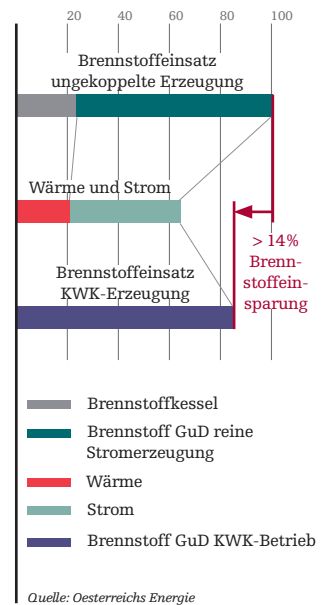 20 40 60 80 100
Brennstoffeinsatz
ungekoppelte Erzeugung
Wärme und Strom
> 14%
Brenn-
stoffein-
sparung
Brennstoffeinsatz
KWK-Erzeugung
Brennstoffkessel
Brennstoff GuD reine
Stromerzeugung
Wärme
Strom
Brennstoff GuD KWK-Betrieb
Quelle: Oesterreichs Energie